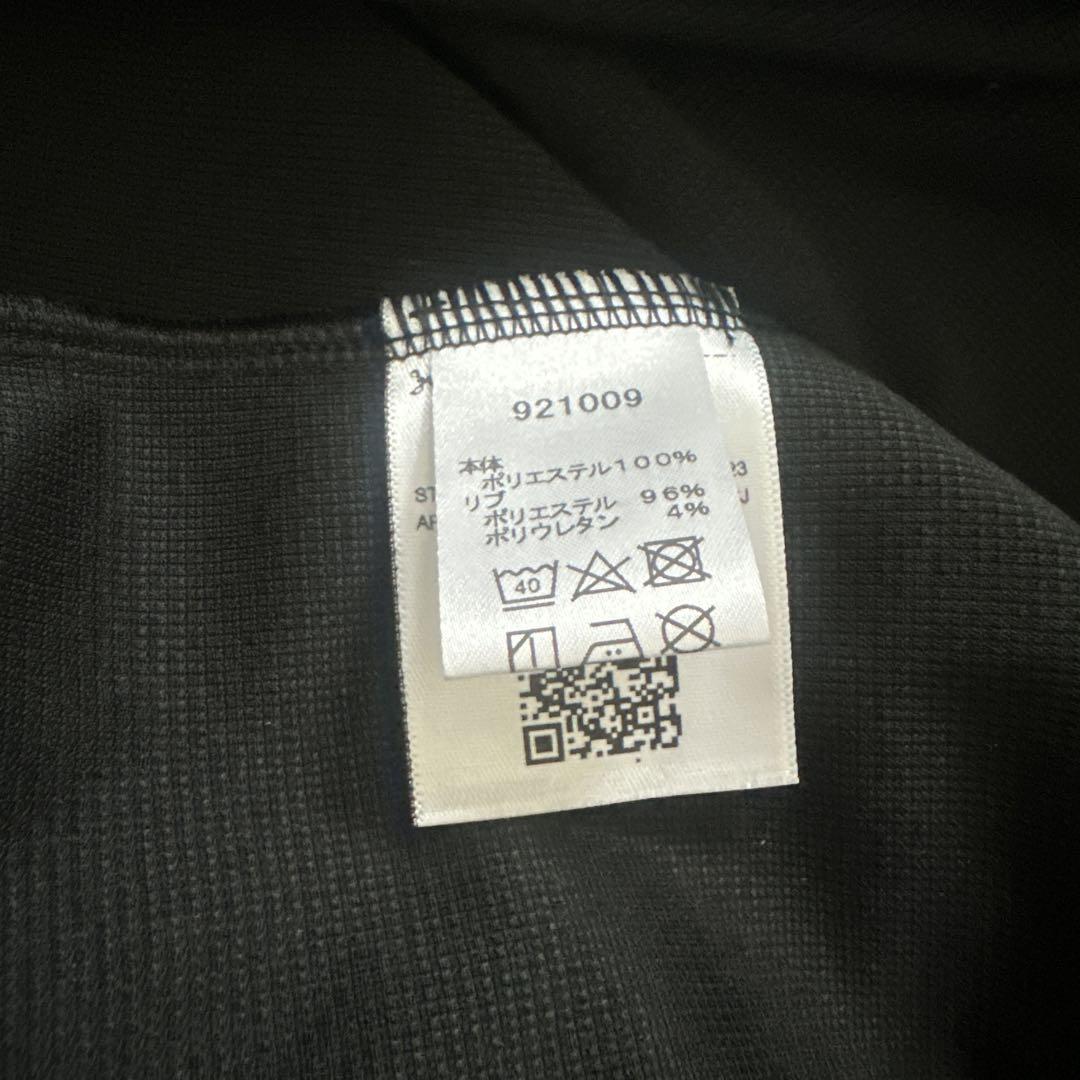 921009
本体
ポリエステル100%
リブ
ポリエステル 96%
ポリウレタン 4%
40